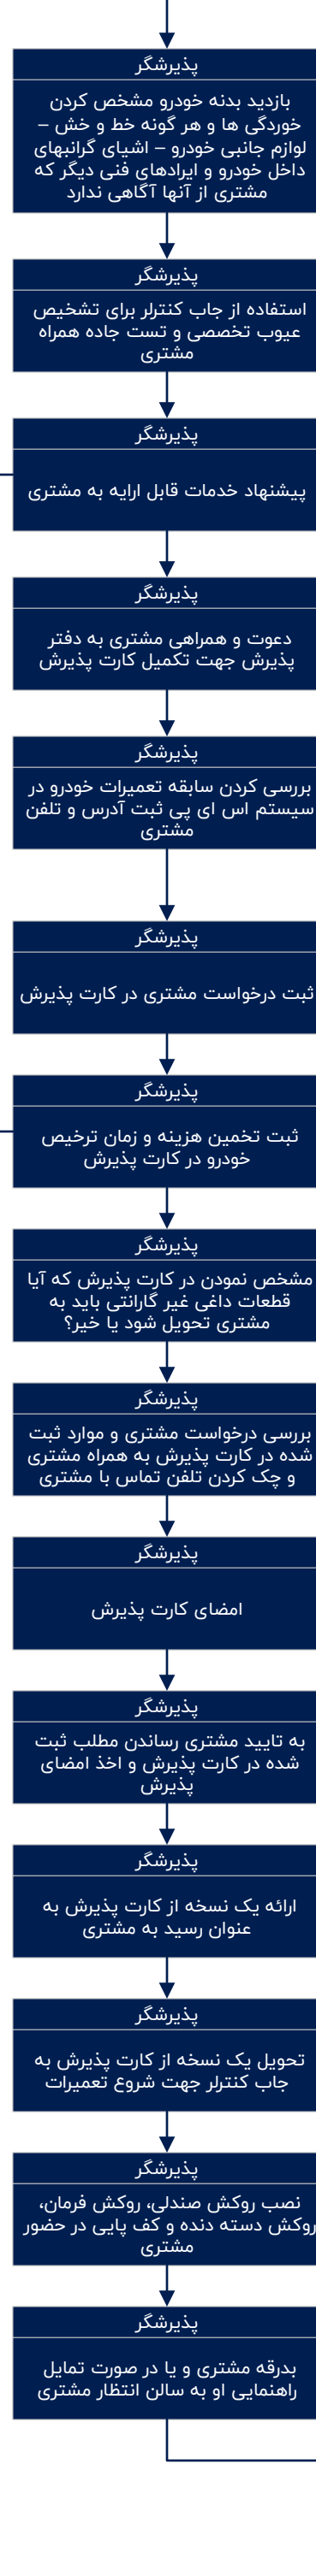 پذیرشگر
بازدید بدنه خودرو مشخص کردن
خوردگی ها و هر گونه خط و خش –
لوازم جانبی خودرو – اشیای گرانبهای
داخل خودرو و ایرادهای فنی دیگر که
مشتری از آنها آگاهی ندارد
پذیرشگر
استفاده از جاب کنترلر برای تشخیص
عیوب تخصصی و تست جاده همراه
مشتری
پذیرشگر
پیشنهاد خدمات قابل ارایه به مشتری
پذیرشگر
دعوت و همراهی مشتری به دفتر
پذیرش جهت تکمیل کارت پذیرش
پذیرشگر
بررسی کردن سابقه تعمیرات خودرو در
سیستم اس ای پی ثبت آدرس و تلفن
مشتری
پذیرشگر
ثبت درخواست مشتری در کارت پذیرش
پذیرشگر
ثبت تخمین هزینه و زمان ترخیص
خودرو در کارت پذیرش
پذیرشگر
مشخص نمودن در کارت پذیرش که آیا
قطعات داغی غیر گارانتی باید به
مشتری تحویل شود یا خیر؟
پذیرشگر
بررسی درخواست مشتری و موارد ثبت
شده در کارت پذیرش به همراه مشتری
و چک کردن تلفن تماس با مشتری
پذیرشگر
امضای کارت پذیرش
پذیرشگر
به تایید مشتری رساندن مطلب ثبت
شده در کارت پذیرش و اخذ امضای
پذیرش
پذیرشگر
ارائه یک نسخه از کارت پذیرش به
عنوان رسید به مشتری
پذیرشگر
تحویل یک نسخه از کارت پذیرش به
جاب کنترلر جهت شروع تعمیرات
پذیرشگر
نصب روکش صندلی، روکش فرمان،
روکش دسته دنده و کف پایی در حضور
مشتری
پذیرشگر
بدرقه مشتری و یا در صورت تمایل
راهنمایی او به سالن انتظار مشتری